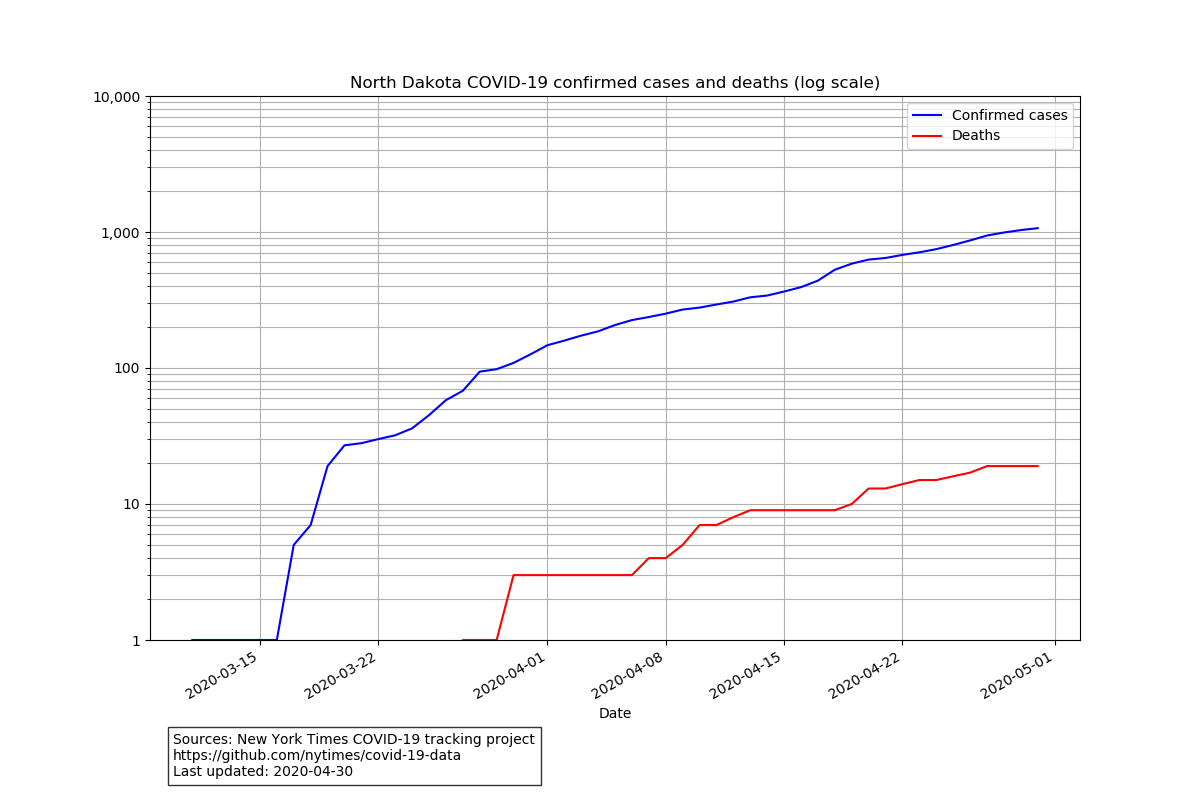 North Dakota COVID-19 confirmed cases and deaths (log scale)
10,000
1,000
100
10
1
Confirmed cases
Deaths
2020-03-15
2020-03-22
2020-04-01
2020-04-08
2020-04-15
2020-04-22
2020-05-01
Date
Sources: New York Times COVID-19 tracking project
https://github.com/nytimes/covid-19-data
Last updated: 2020-04-30